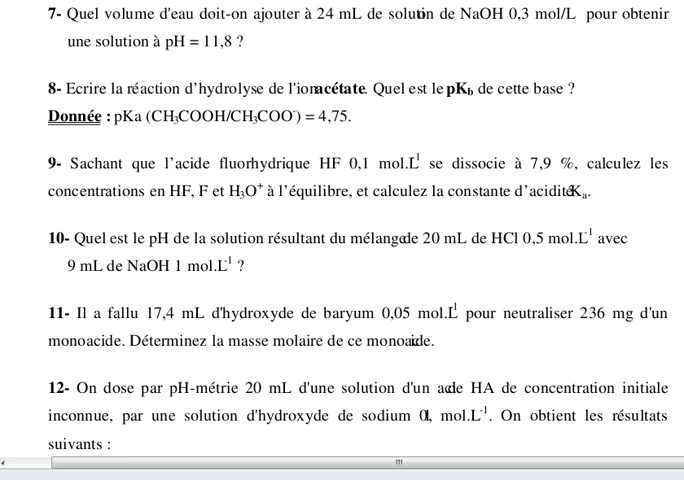 7- Quel volume d'eau doit-on ajouter à 24 mL de solution de NaOH 0,3 mol/L pour obtenir
une solution à pH = 11,8 ?
8- Ecrire la réaction d'hydrolyse de l'ion acétate. Quel est le pKb de cette base ?
Donnée : pKa (CH3COOH/CH3COO-) = 4,75.
9- Sachant que l'acide fluorhydrique HF 0,1 mol.L-1 se dissocie à 7,9 %, calculez les
concentrations en HF, F- et H3O+ à l'équilibre, et calculez la constante d'acidité Ka.
10- Quel est le pH de la solution résultant du mélange de 20 mL de HCl 0,5 mol.L-1 avec
9 mL de NaOH 1 mol.L-1 ?
11- Il a fallu 17,4 mL d'hydroxyde de baryum 0,05 mol.L-1 pour neutraliser 236 mg d'un
monoacide. Déterminez la masse molaire de ce monoacide.
12- On dose par pH-métrie 20 mL d'une solution d'un acide HA de concentration initiale
inconnue, par une solution d'hydroxyde de sodium 0,1 mol.L-1. On obtient les résultats
suivants :